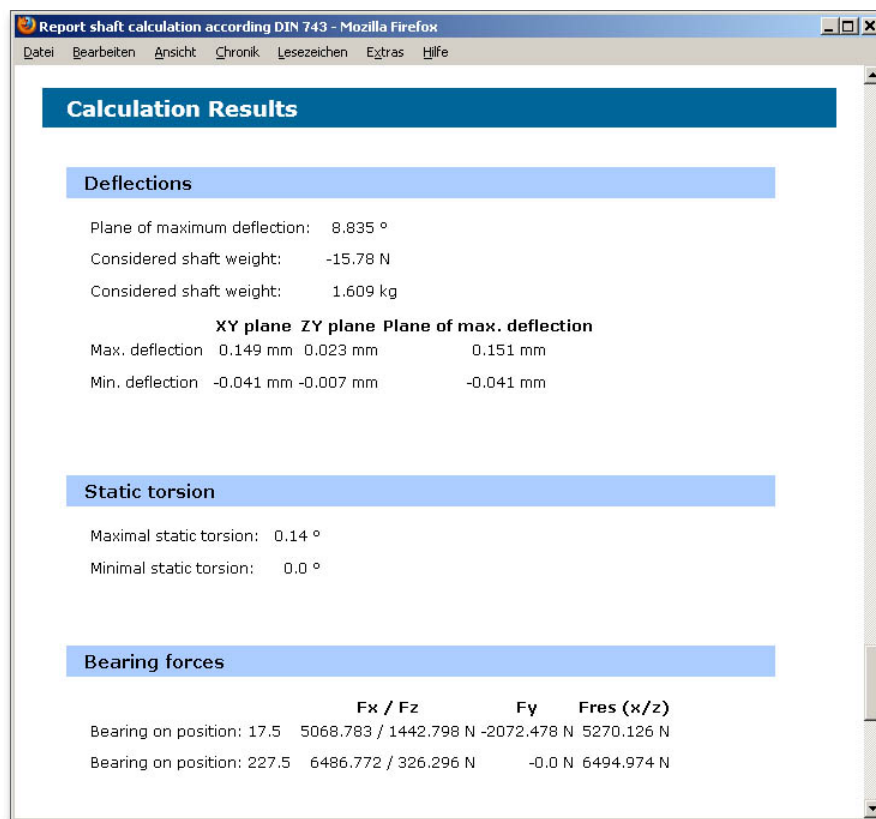 Report shaft calculation according DIN 743 - Mozilla Firefox
Datei Bearbeiten Ansicht Chronik Lesezeichen Extras Hilfe
Calculation Results
Deflections
Plane of maximum deflection: 8.835 °
Considered shaft weight: -15.78 N
Considered shaft weight: 1.609 kg
XY plane ZY plane Plane of max. deflection
Max. deflection 0.149 mm 0.023 mm 0.151 mm
Min. deflection -0.041 mm -0.007 mm -0.041 mm
Static torsion
Maximal static torsion: 0.14 °
Minimal static torsion: 0.0 °
Bearing forces
Fx / Fz Fy Fres (x/z)
Bearing on position: 17.5 5068.783 / 1442.798 N -2072.478 N 5270.126 N
Bearing on position: 227.5 6486.772 / 326.296 N -0.0 N 6494.974 N